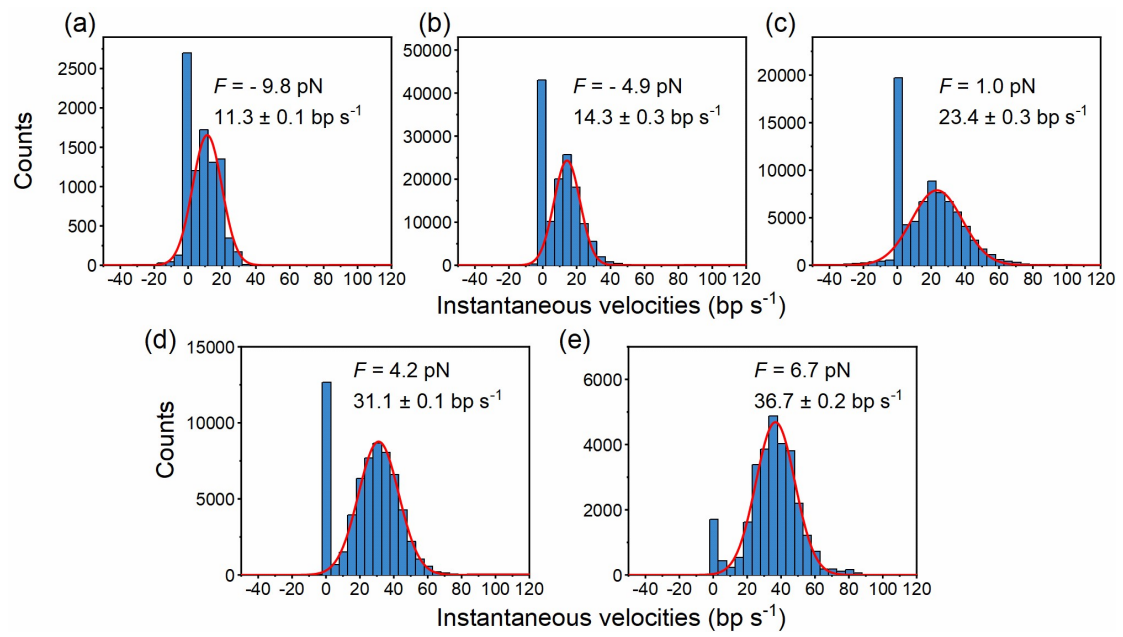 (a)
(b)
(c)
F = - 9.8 pN
11.3 ± 0.1 bp s-1
F = - 4.9 pN
14.3 ± 0.3 bp s-1
F = 1.0 pN
23.4 ± 0.3 bp s-1
Counts
2500
2000
1500
1000
500
0
50000
40000
30000
20000
10000
0
20000
15000
10000
5000
0
-40 -20 0 20 40 60 80 100 120
-40 -20 0 20 40 60 80 100 120
-40 -20 0 20 40 60 80 100 120
Instantaneous velocities (bp s-1)
(d)
(e)
F = 4.2 pN
31.1 ± 0.1 bp s-1
F = 6.7 pN
36.7 ± 0.2 bp s-1
Counts
15000
10000
5000
0
6000
4000
2000
0
-40 -20 0 20 40 60 80 100 120
-40 -20 0 20 40 60 80 100 120
Instantaneous velocities (bp s-1)